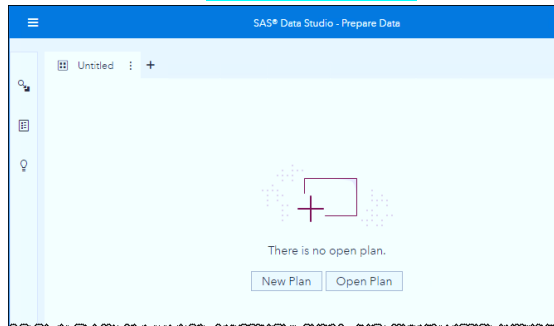 SAS® Data Studio - Prepare Data
Untitled
There is no open plan.
New Plan Open Plan